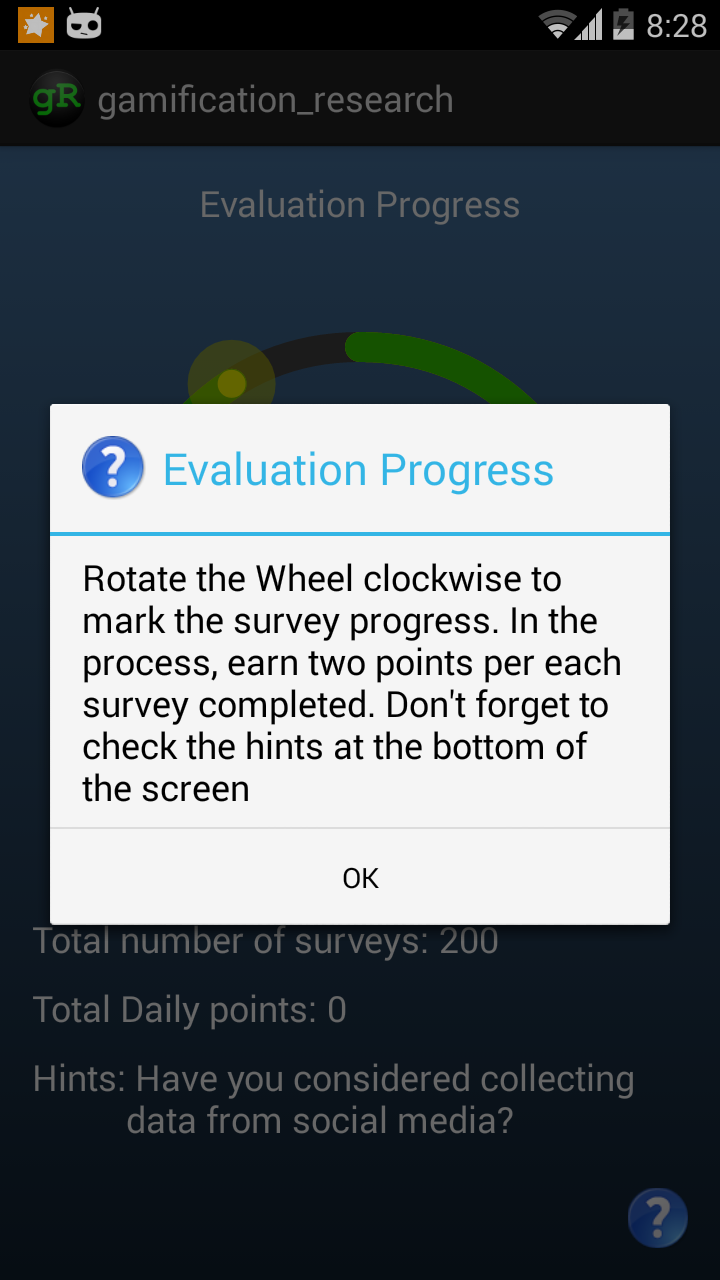 8:28
gR gamification_research
Evaluation Progress
? Evaluation Progress
Rotate the Wheel clockwise to
mark the survey progress. In the
process, earn two points per each
survey completed. Don't forget to
check the hints at the bottom of
the screen
OK
Total number of surveys: 200
Total Daily points: 0
Hints: Have you considered collecting
data from social media?
?